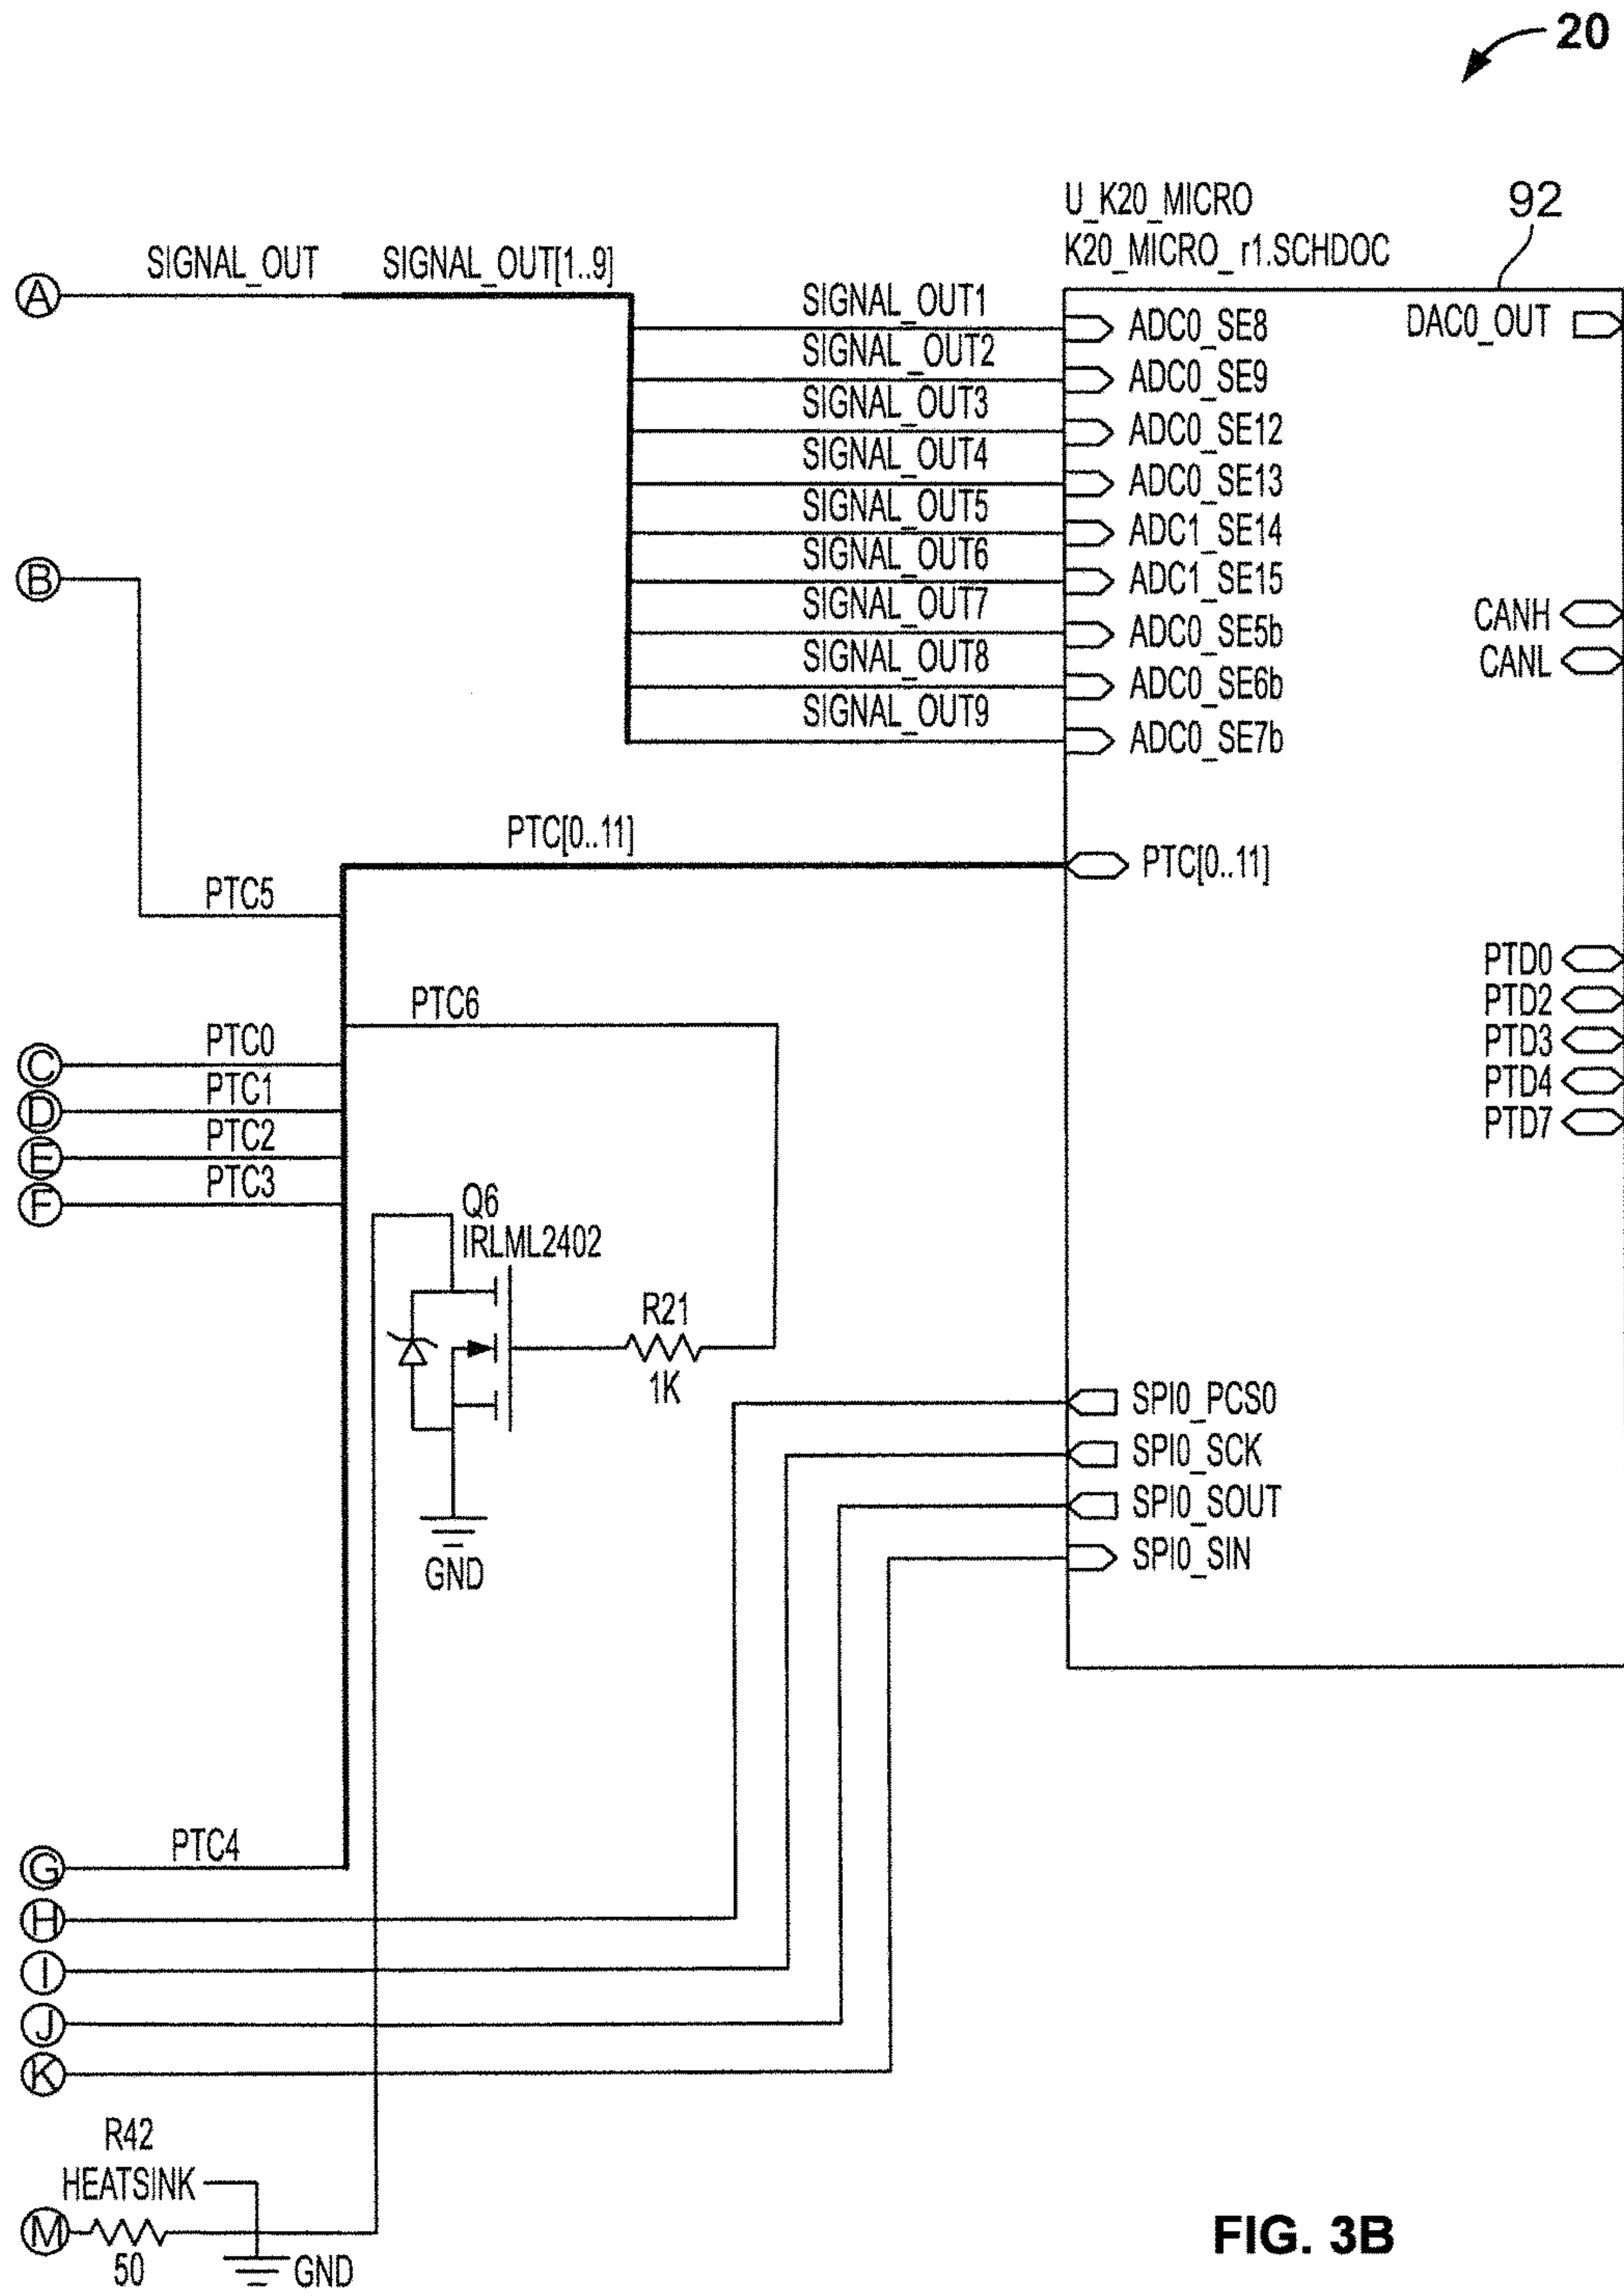 20
U_K20_MICRO
K20_MICRO_r1.SCHDOC
92
A
SIGNAL_OUT
SIGNAL_OUT[1..9]
SIGNAL_OUT1
ADC0_SE8
DAC0_OUT
SIGNAL_OUT2
ADC0_SE9
SIGNAL_OUT3
ADC0_SE12
SIGNAL_OUT4
ADC0_SE13
SIGNAL_OUT5
ADC1_SE14
SIGNAL_OUT6
ADC1_SE15
B
SIGNAL_OUT7
ADC0_SE5b
CANH
SIGNAL_OUT8
ADC0_SE6b
CANL
SIGNAL_OUT9
ADC0_SE7b
PTC[0..11]
PTC[0..11]
PTC5
PTD0
PTC6
PTD2
C
PTC0
PTD3
D
PTC1
PTD4
E
PTC2
PTD7
F
PTC3
Q6
IRLML2402
R21
1K
SPI0_PCS0
SPI0_SCK
SPI0_SOUT
SPI0_SIN
GND
G
PTC4
H
I
J
K
R42
HEATSINK
M
50
GND
FIG. 3B